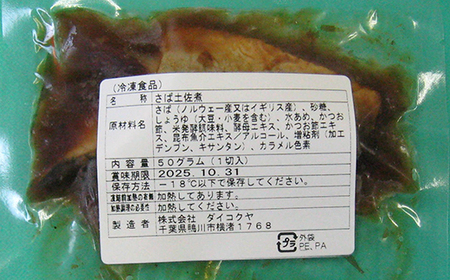 (冷凍食品)
名称 さば土佐煮
原材料名 さば(ノルウェー産又はイギリス産)、砂糖、
しょうゆ(大豆・小麦を含む)、水あめ、かつお
節、米発酵調味料、酵母エキス、かつお節エキ
ス、昆布魚介エキス/アルコール、増粘剤(加工
デンプン、キサンタン)、カラメル色素
内容量 50グラム(1切入)
賞味期限 2025.10.31
保存方法 -18℃以下で保存してください。
凍結前加熱の有無 加熱してあります。
加熱調理の必要性 加熱してください。
製造者 株式会社 ダイコクヤ
千葉県鴨川市横渚1768
プラ
外袋
PE,PA